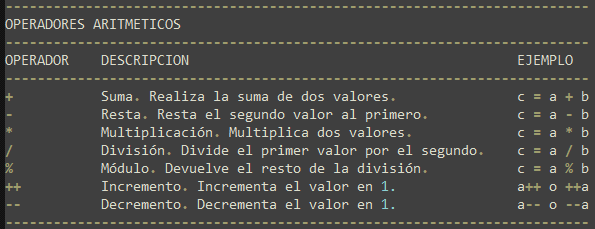 -------------------------------------------------------------------------
OPERADORES ARITMETICOS
-------------------------------------------------------------------------
OPERADOR    DESCRIPCION                                         EJEMPLO
-------------------------------------------------------------------------
+           Suma. Realiza la suma de dos valores.               c = a + b
-           Resta. Resta el segundo valor al primero.           c = a - b
*           Multiplicación. Multiplica dos valores.             c = a * b
/           División. Divide el primer valor por el segundo.    c = a / b
%           Módulo. Devuelve el resto de la división.           c = a % b
++          Incremento. Incrementa el valor en 1.               a++ o ++a
--          Decremento. Decrementa el valor en 1.               a-- o --a
-------------------------------------------------------------------------